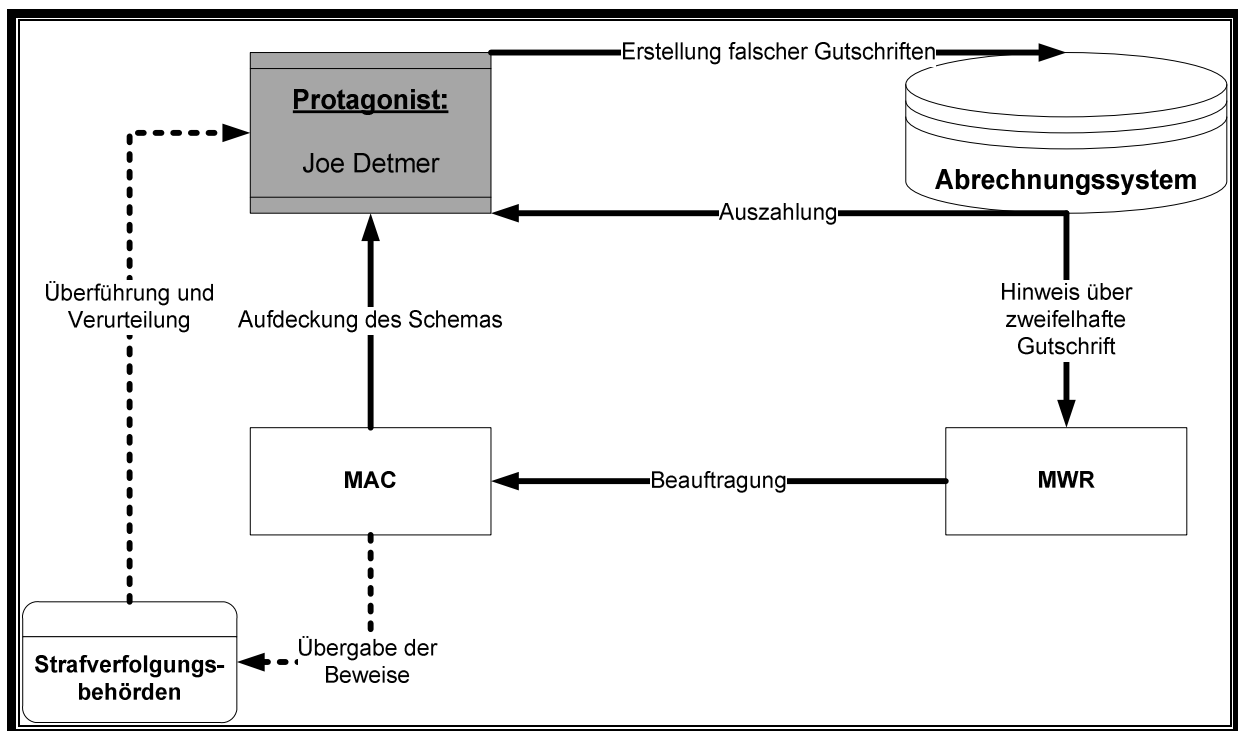 Erstellung falscher Gutschriften
Protagonist:
Joe Detmer
Abrechnungssystem
Auszahlung
Überführung und
Verurteilung
Aufdeckung des Schemas
Hinweis über
zweifelhafte
Gutschrift
MAC
Beauftragung
MWR
Übergabe der
Beweise
Strafverfolgungs-
behörden